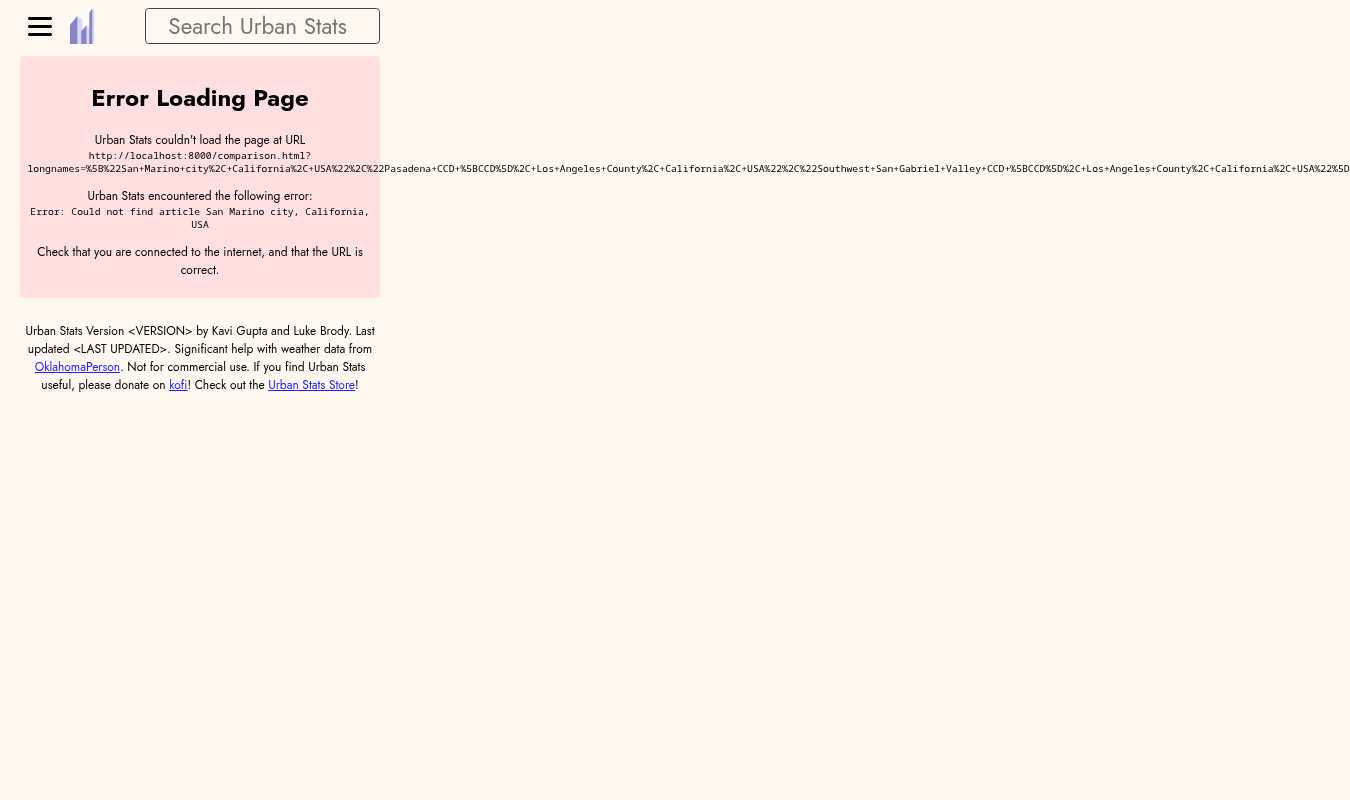 Search Urban Stats
Error Loading Page
Urban Stats couldn't load the page at URL
http://localhost:8000/comparison.html?
longnames=%5B%22San+Marino+city%2C+California%2C+USA%22%2C%22Pasadena+CCD+%5BCCD%5D%2C+Los+Angeles+County%2C+California%2C+USA%22%2C%22Southwest+San+Gabriel+Valley+CCD+%5BCCD%5D%2C+Los+Angeles+County%2C+California%2C+USA%22%5D
Urban Stats encountered the following error:
Error: Could not find article San Marino city, California,
USA
Check that you are connected to the internet, and that the URL is
correct.
Urban Stats Version <VERSION> by Kavi Gupta and Luke Brody. Last
updated <LAST UPDATED>. Significant help with weather data from
OklahomaPerson. Not for commercial use. If you find Urban Stats
useful, please donate on kofi! Check out the Urban Stats Store!